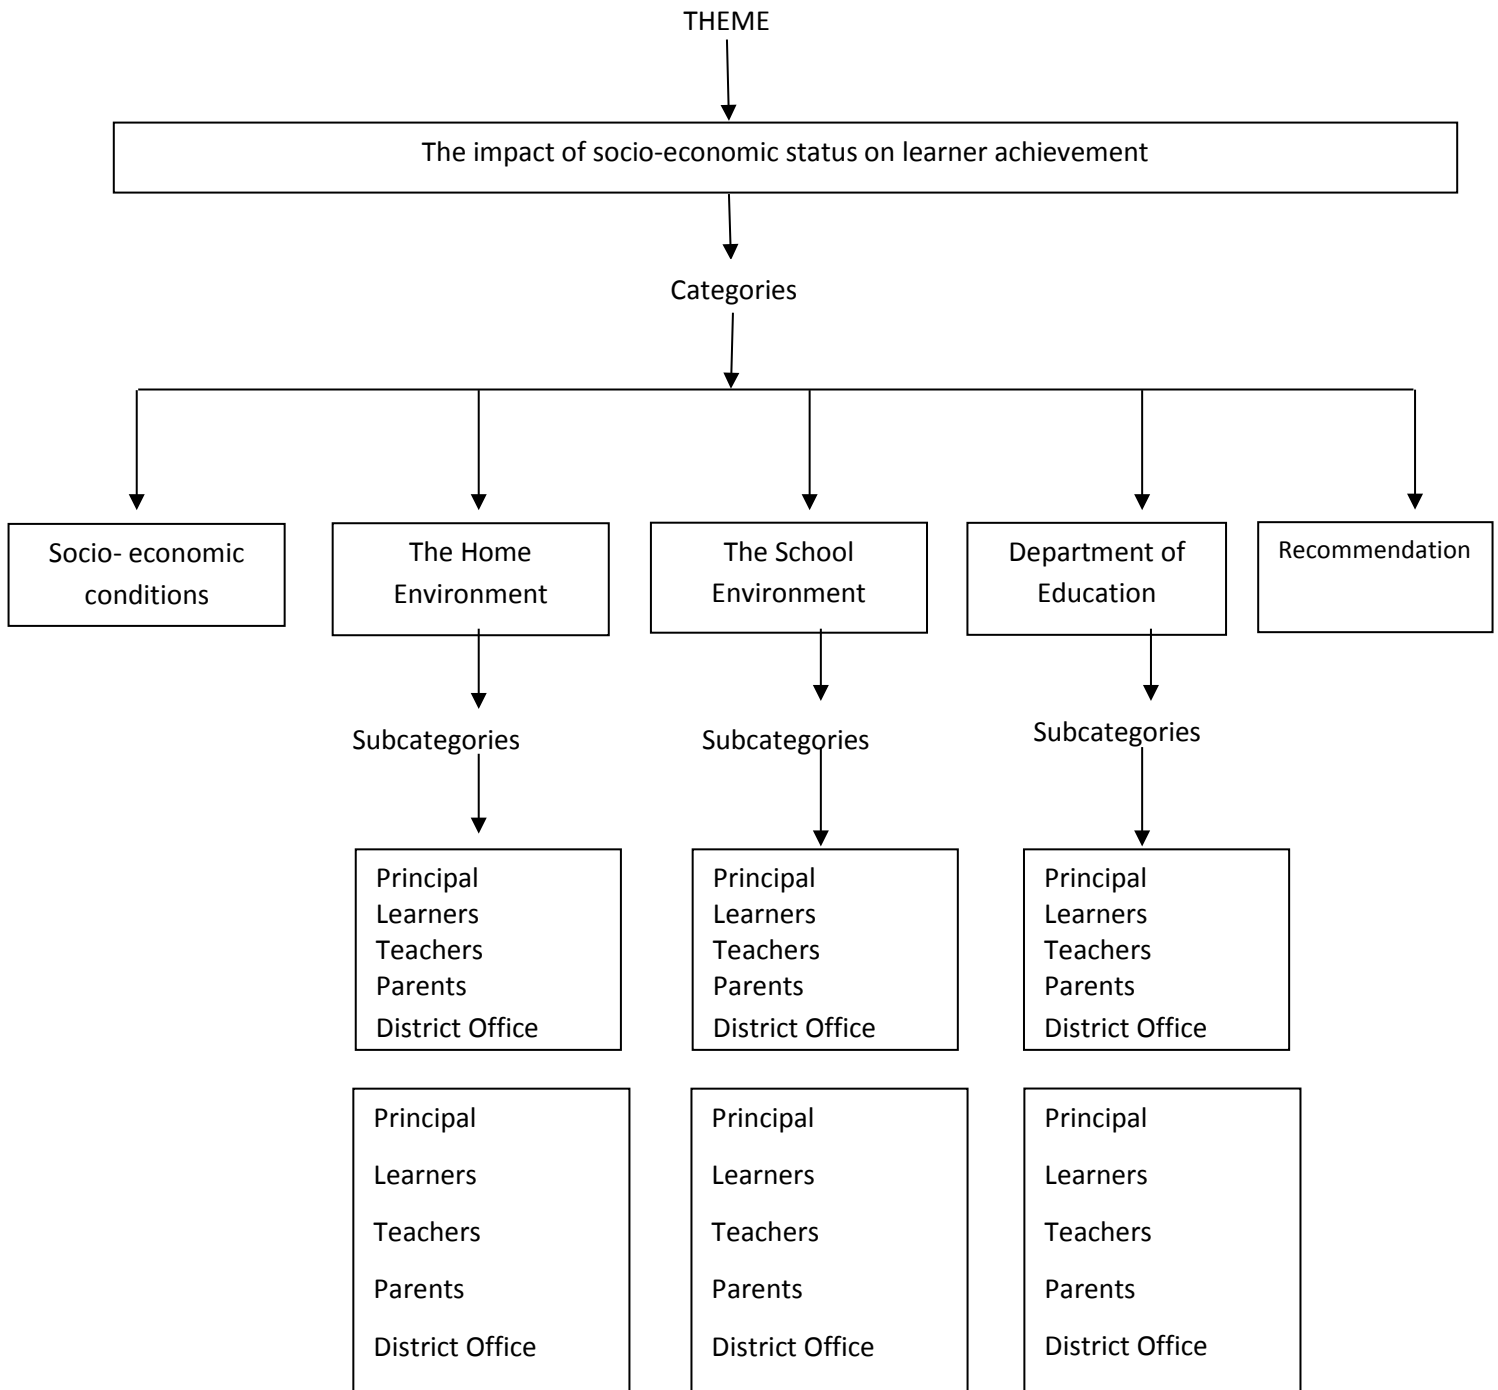 THEME
The impact of socio-economic status on learner achievement
Categories
Socio- economic
conditions
The Home
Environment
The School
Environment
Department of
Education
Recommendation
Subcategories
Subcategories
Subcategories
Principal
Learners
Teachers
Parents
District Office
Principal
Learners
Teachers
Parents
District Office
Principal
Learners
Teachers
Parents
District Office
Principal
Learners
Teachers
Parents
District Office
Principal
Learners
Teachers
Parents
District Office
Principal
Learners
Teachers
Parents
District Office